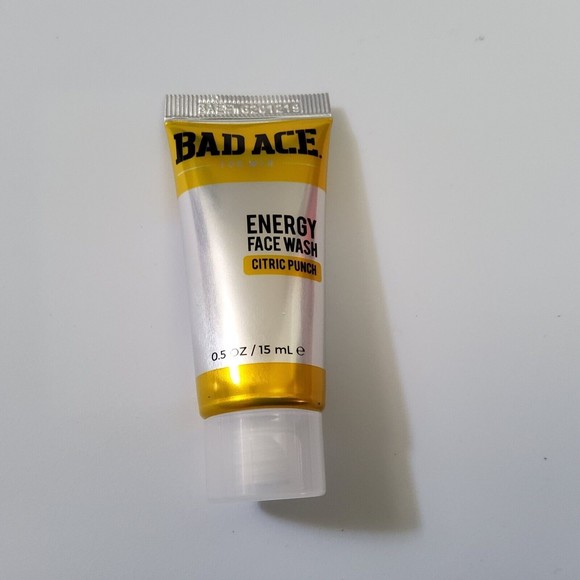 BAD ACE.
ENERGY
FACE WASH
CITRIC PUNCH
0.5 OZ / 15 mL ℮